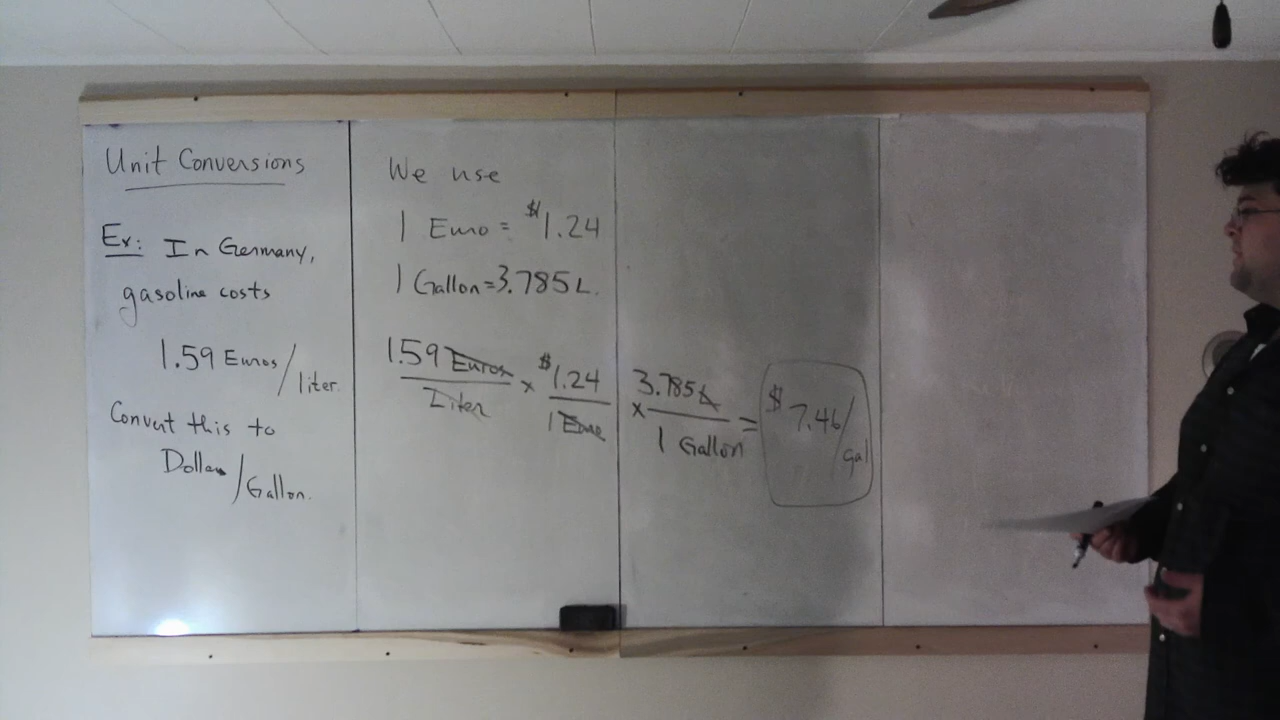 Unit Conversions
Ex: In Germany,
gasoline costs
1.59 Euros/liter.
Convert this to
Dollars/Gallon.
We use
1 Euro = $1.24
1 Gallon = 3.785 L.
1.59 Euros/Liter × $1.24/1 Euro × 3.785 L/1 Gallon = $7.46/gal